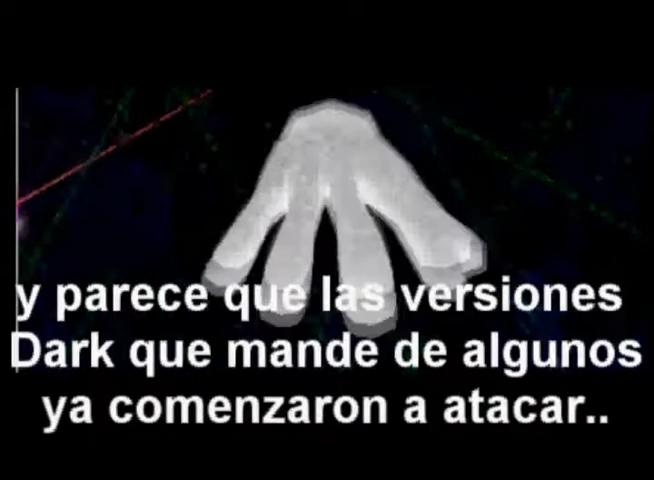 y parece que las versiones
Dark que mande de algunos
ya comenzaron a atacar..